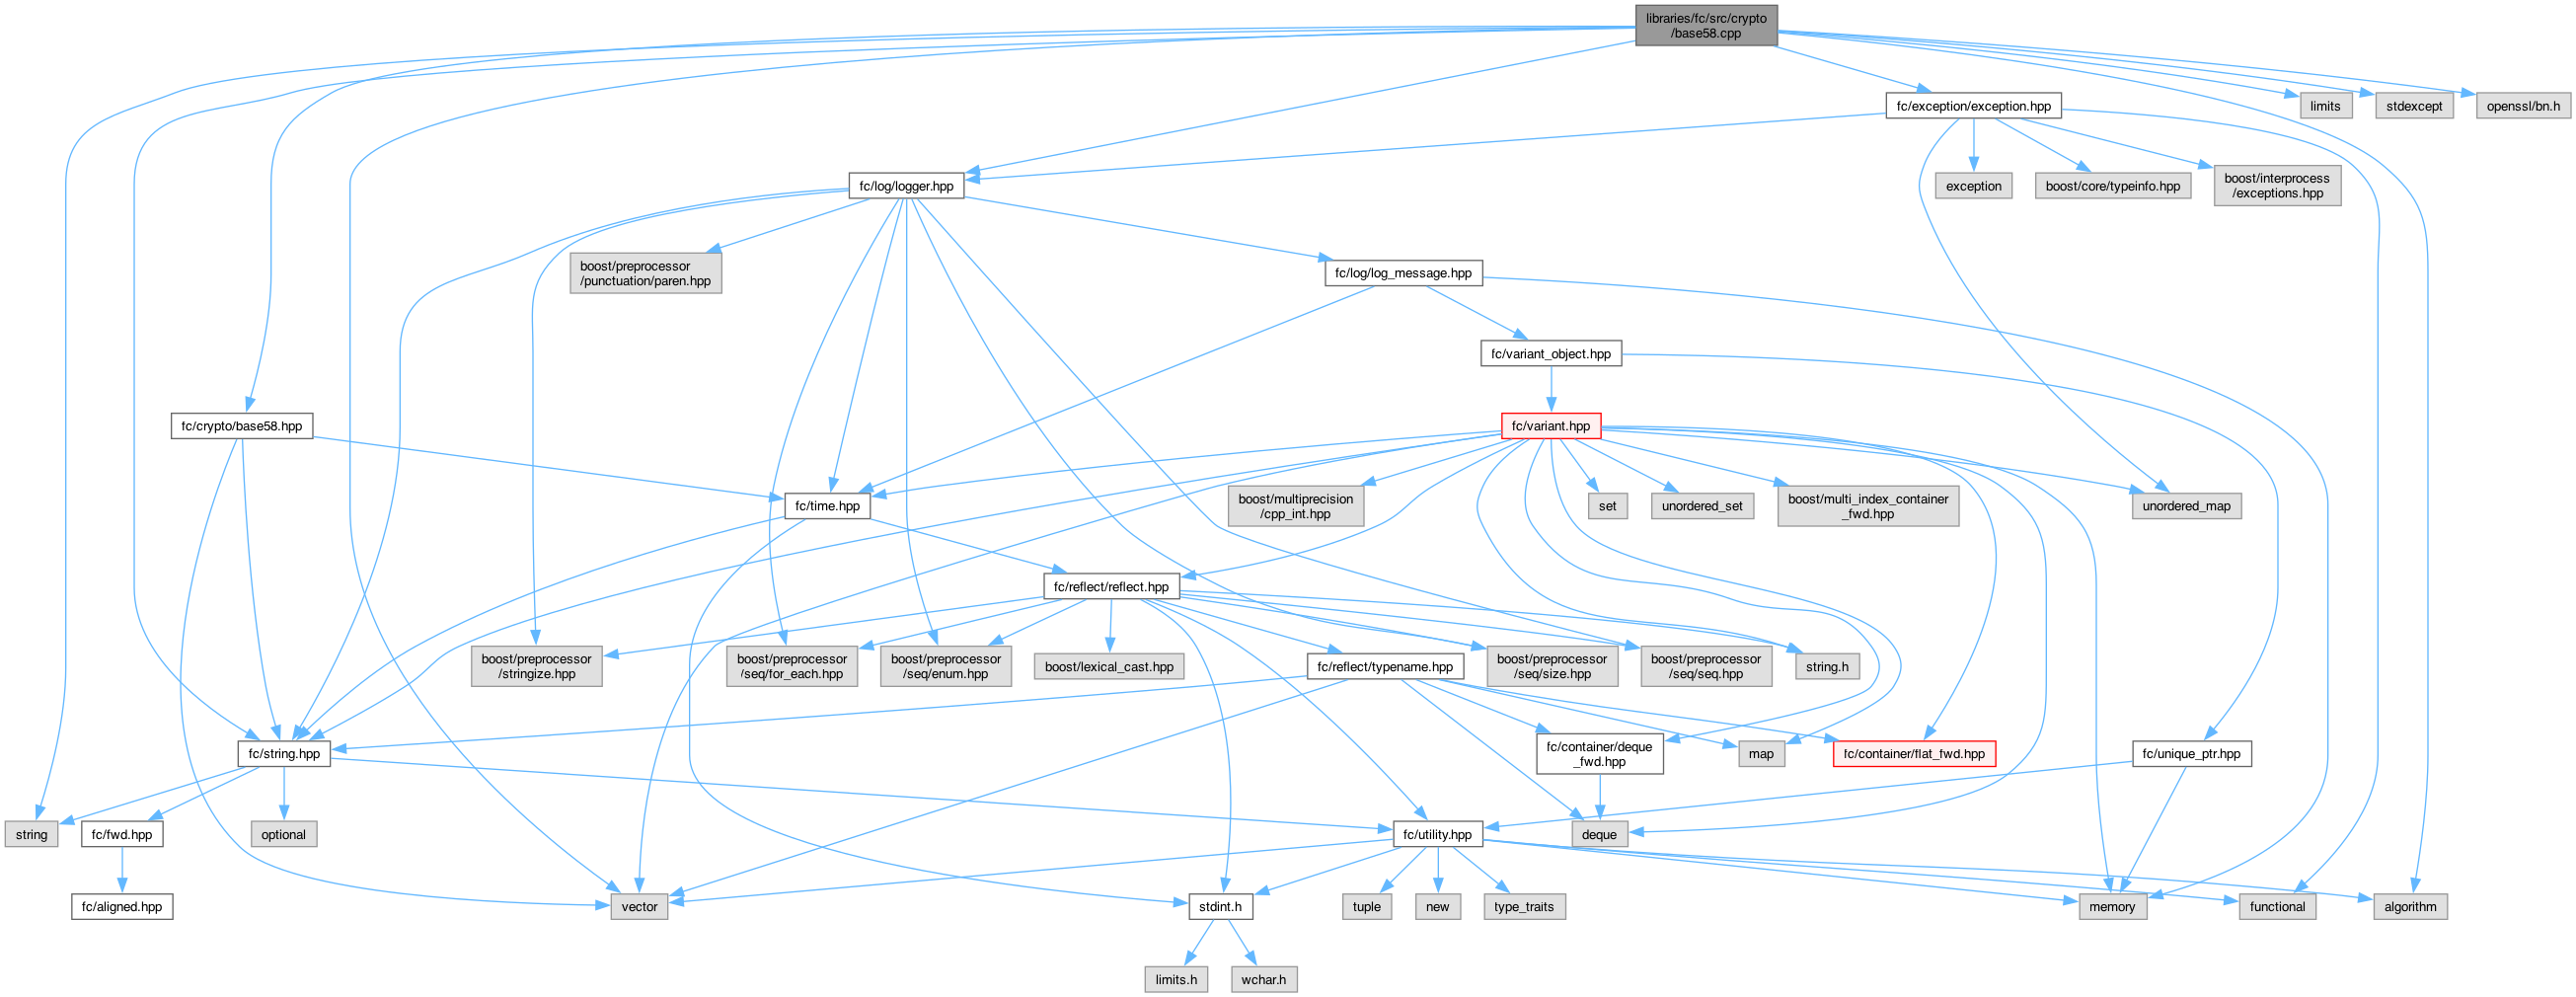 libraries/fc/src/crypto
/base58.cpp
fc/exception/exception.hpp
limits
stdexcept
openssl/bn.h
fc/log/logger.hpp
exception
boost/core/typeinfo.hpp
boost/interprocess
/exceptions.hpp
boost/preprocessor
/punctuation/paren.hpp
fc/log/log_message.hpp
fc/variant_object.hpp
fc/crypto/base58.hpp
fc/variant.hpp
fc/time.hpp
boost/multiprecision
/cpp_int.hpp
set
unordered_set
boost/multi_index_container
_fwd.hpp
unordered_map
fc/reflect/reflect.hpp
boost/preprocessor
/stringize.hpp
boost/preprocessor
/seq/for_each.hpp
boost/preprocessor
/seq/enum.hpp
boost/lexical_cast.hpp
fc/reflect/typename.hpp
boost/preprocessor
/seq/size.hpp
boost/preprocessor
/seq/seq.hpp
string.h
fc/string.hpp
fc/container/deque
_fwd.hpp
map
fc/container/flat_fwd.hpp
fc/unique_ptr.hpp
string
fc/fwd.hpp
optional
fc/utility.hpp
deque
fc/aligned.hpp
vector
stdint.h
tuple
new
type_traits
memory
functional
algorithm
limits.h
wchar.h